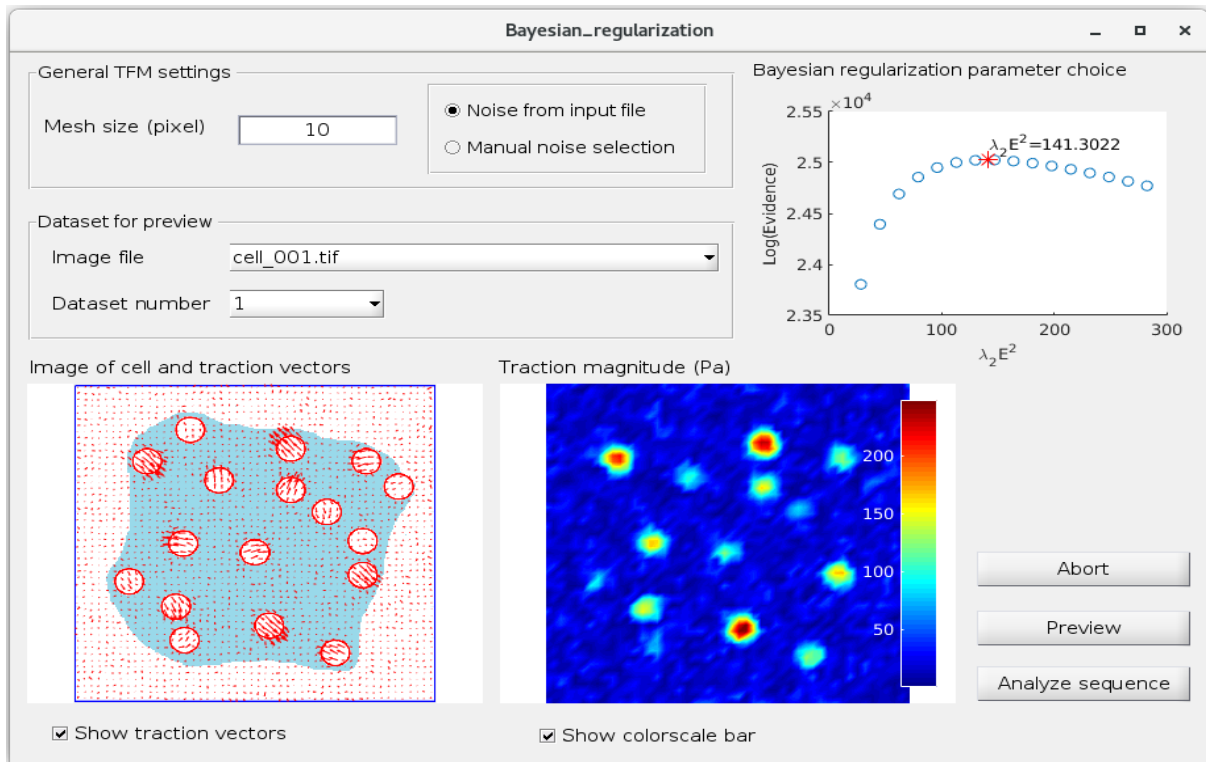 Bayesian_regularization
General TFM settings
Mesh size (pixel)
10
Noise from input file
Manual noise selection
Dataset for preview
Image file
cell_001.tif
Dataset number
1
Bayesian regularization parameter choice
×10⁴
λ₂E²=141.3022
2.55
2.5
2.45
2.4
2.35
Log(Evidence)
0
100
200
300
λ₂E²
Image of cell and traction vectors
Traction magnitude (Pa)
200
150
100
50
Abort
Preview
Analyze sequence
Show traction vectors
Show colorscale bar